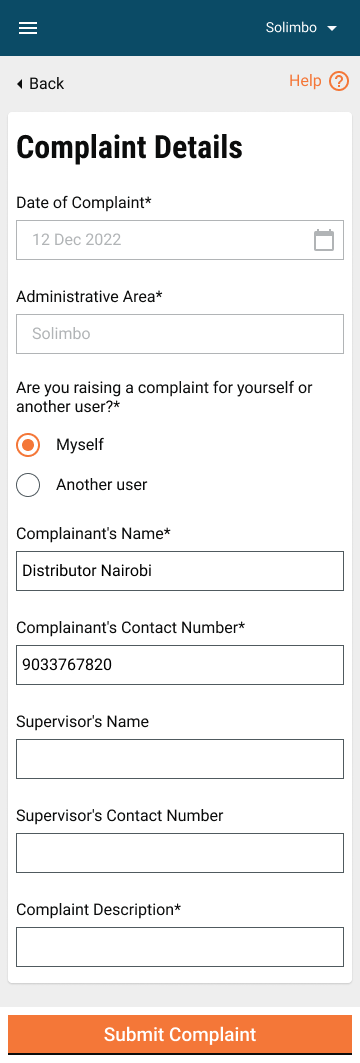 Solimbo
Back
Help
Complaint Details
Date of Complaint*
12 Dec 2022
Administrative Area*
Solimbo
Are you raising a complaint for yourself or
another user?*
Myself
Another user
Complainant's Name*
Distributor Nairobi
Complainant's Contact Number*
9033767820
Supervisor's Name
Supervisor's Contact Number
Complaint Description*
Submit Complaint